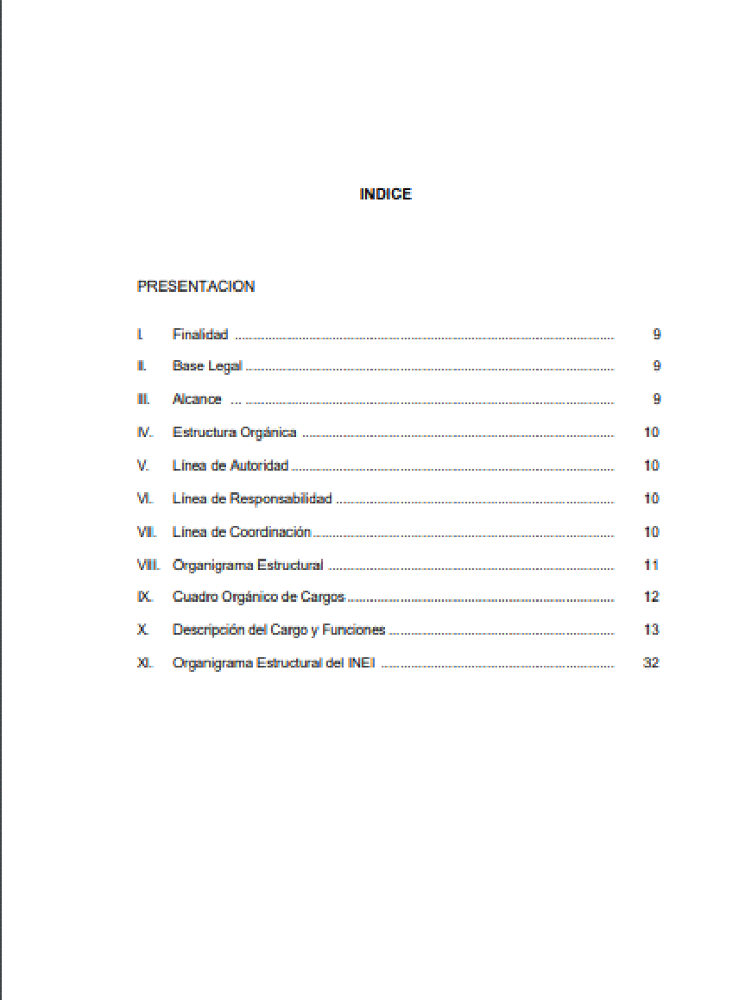 INDICE
PRESENTACION
I. Finalidad ........................................ 9
II. Base Legal ........................................ 9
III. Alcance ... ........................................ 9
IV. Estructura Orgánica ........................................ 10
V. Línea de Autoridad ........................................ 10
VI. Línea de Responsabilidad ........................................ 10
VII. Línea de Coordinación ........................................ 10
VIII. Organigrama Estructural ........................................ 11
IX. Cuadro Orgánico de Cargos ........................................ 12
X. Descripción del Cargo y Funciones ........................................ 13
XI. Organigrama Estructural del INEI ........................................ 32